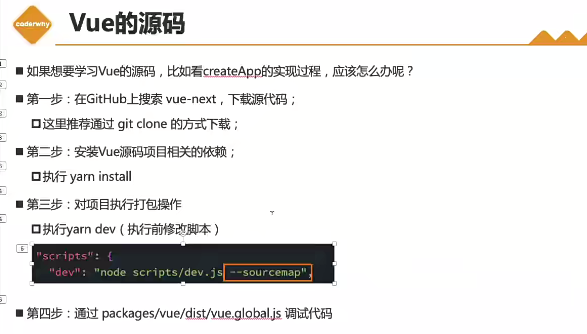 coderwhy
Vue的源码
如果想要学习Vue的源码，比如看createApp的实现过程，应该怎么办呢？
第一步：在GitHub上搜索 vue-next，下载源代码；
这里推荐通过 git clone 的方式下载；
第二步：安装Vue源码项目相关的依赖；
执行 yarn install
第三步：对项目执行打包操作
执行yarn dev（执行前修改脚本）
"scripts": {
"dev": "node scripts/dev.js --sourcemap",
第四步：通过 packages/vue/dist/vue.global.js 调试代码